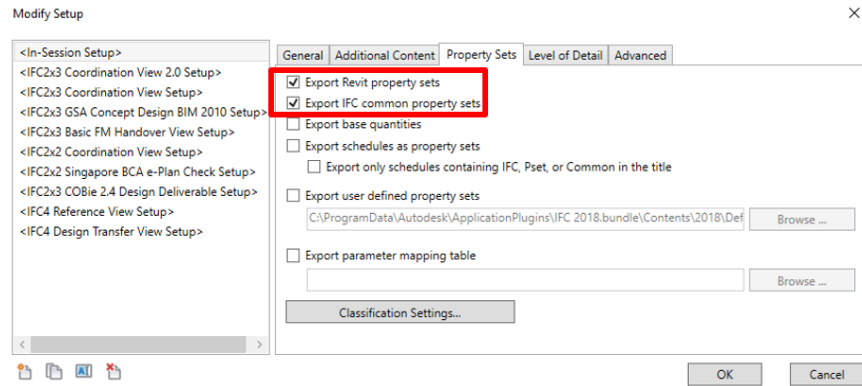 Modify Setup
<In-Session Setup>
<IFC2x3 Coordination View 2.0 Setup>
<IFC2x3 Coordination View Setup>
<IFC2x3 GSA Concept Design BIM 2010 Setup>
<IFC2x3 Basic FM Handover View Setup>
<IFC2x2 Coordination View Setup>
<IFC2x2 Singapore BCA e-Plan Check Setup>
<IFC2x3 COBie 2.4 Design Deliverable Setup>
<IFC4 Reference View Setup>
<IFC4 Design Transfer View Setup>
General Additional Content Property Sets Level of Detail Advanced
Export Revit property sets
Export IFC common property sets
Export base quantities
Export schedules as property sets
Export only schedules containing IFC, Pset, or Common in the title
Export user defined property sets
C:\ProgramData\Autodesk\ApplicationPlugins\IFC 2018.bundle\Contents\2018\Def Browse ...
Export parameter mapping table
Browse ...
Classification Settings...
OK Cancel